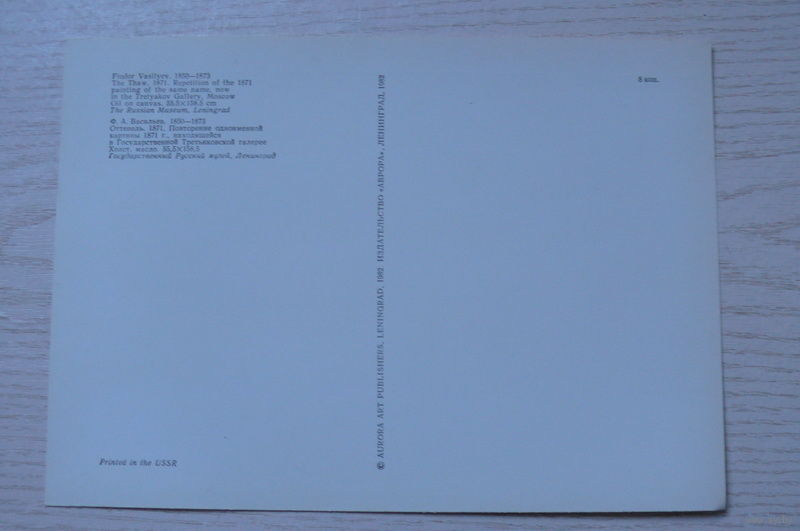 Fiodor Vasilyev. 1850—1873
The Thaw. 1871. Repetition of the 1871
painting of the same name, now
in the Tretyakov Gallery, Moscow
Oil on canvas. 55,5×158,5 cm
The Russian Museum, Leningrad
Ф. А. Васильев. 1850—1873
Оттепель. 1871. Повторение одноименной
картины 1871 г., находящейся
в Государственной Третьяковской галерее
Холст, масло. 55,5×158,5
Государственный Русский музей, Ленинград
© AURORA ART PUBLISHERS, LENINGRAD, 1982 ИЗДАТЕЛЬСТВО «АВРОРА», ЛЕНИНГРАД, 1982
8 коп.
Printed in the USSR